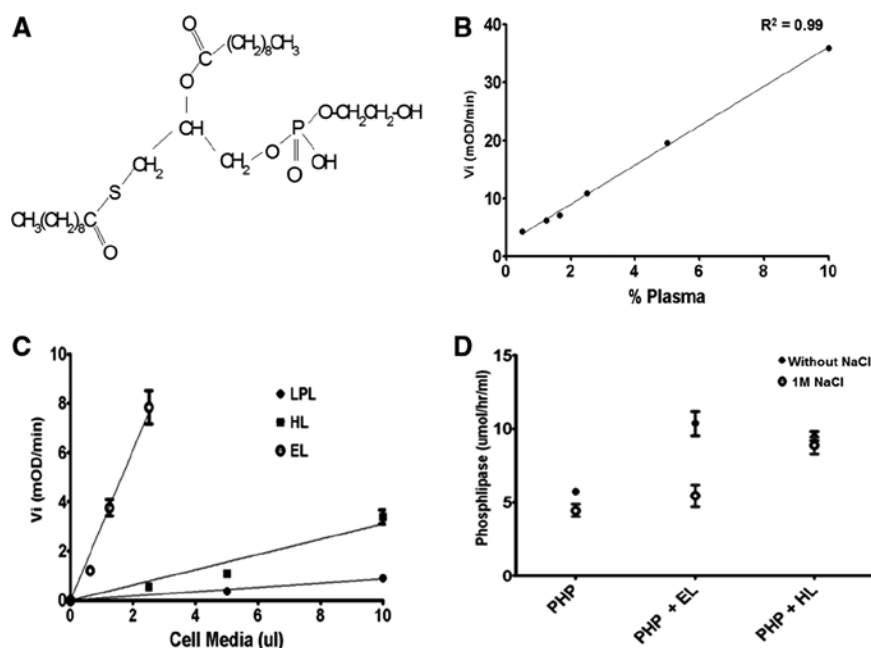 A
O
C
(CH₂)₈CH₃
O
CH
CH₂
CH₂
O
P
O-CH₂CH₂-OH
OH
O
S
CH₃(CH₂)₈C
O
B
R² = 0.99
Vi (mOD/min)
40
30
20
10
0
0 2 4 6 8 10
% Plasma
C
Vi (mOD/min)
10
8
6
4
2
0
0 2 4 6 8 10
Cell Media (ul)
LPL
HL
EL
D
Phosphlipase (umol/hr/ml)
15
10
5
0
Without NaCl
1M NaCl
PHP
PHP + EL
PHP + HL